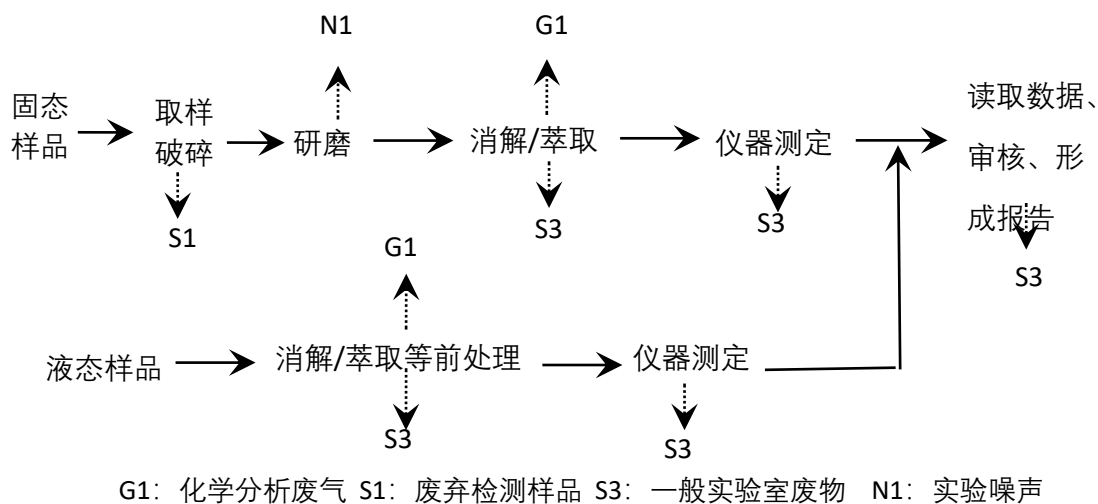 N1
G1
固态
样品
取样
破碎
研磨
消解/萃取
仪器测定
读取数据、
审核、形
成报告
S1
S3
S3
S3
G1
液态样品
消解/萃取等前处理
仪器测定
S3
S3
G1：化学分析废气 S1：废弃检测样品 S3：一般实验室废物 N1：实验噪声